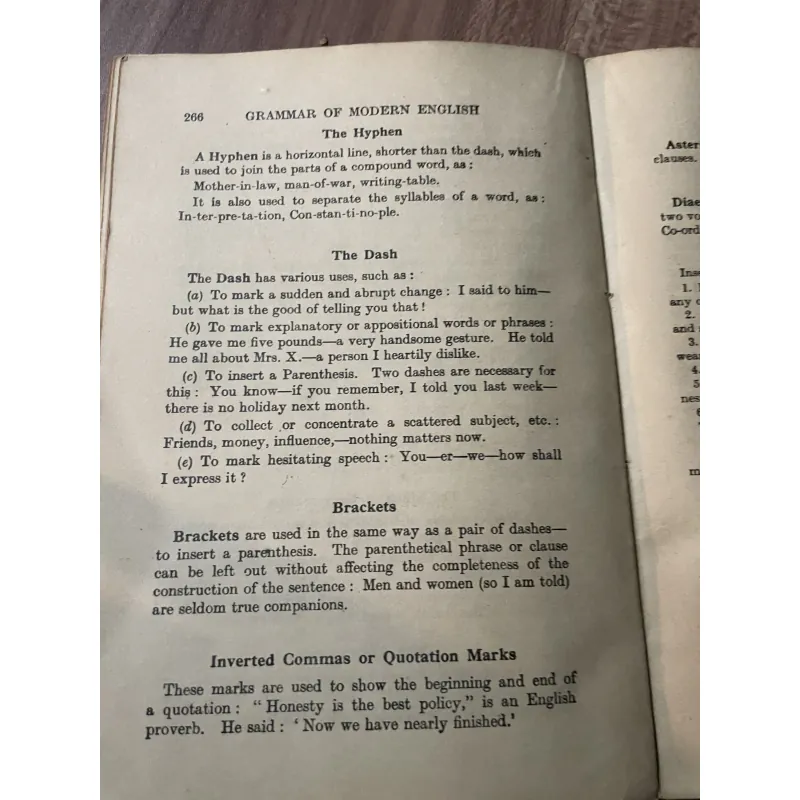 266 GRAMMAR OF MODERN ENGLISH
The Hyphen
A Hyphen is a horizontal line, shorter than the dash, which
is used to join the parts of a compound word, as :
Mother-in-law, man-of-war, writing-table.
It is also used to separate the syllables of a word, as :
In-ter-pre-ta-tion, Con-stan-ti-no-ple.
The Dash
The Dash has various uses, such as :
(a) To mark a sudden and abrupt change : I said to him—
but what is the good of telling you that !
(b) To mark explanatory or appositional words or phrases :
He gave me five pounds—a very handsome gesture. He told
me all about Mrs. X.—a person I heartily dislike.
(c) To insert a Parenthesis. Two dashes are necessary for
this : You know—if you remember, I told you last week—
there is no holiday next month.
(d) To collect or concentrate a scattered subject, etc. :
Friends, money, influence,—nothing matters now.
(e) To mark hesitating speech : You—er—we—how shall
I express it ?
Brackets
Brackets are used in the same way as a pair of dashes—
to insert a parenthesis. The parenthetical phrase or clause
can be left out without affecting the completeness of the
construction of the sentence : Men and women (so I am told)
are seldom true companions.
Inverted Commas or Quotation Marks
These marks are used to show the beginning and end of
a quotation : “ Honesty is the best policy,” is an English
proverb. He said : ‘ Now we have nearly finished.’
Aster
clauses.
Diae
two vo
Co-ord
Ins
1.
any
2.
and
3.
wea
4.
5
nes
6
m